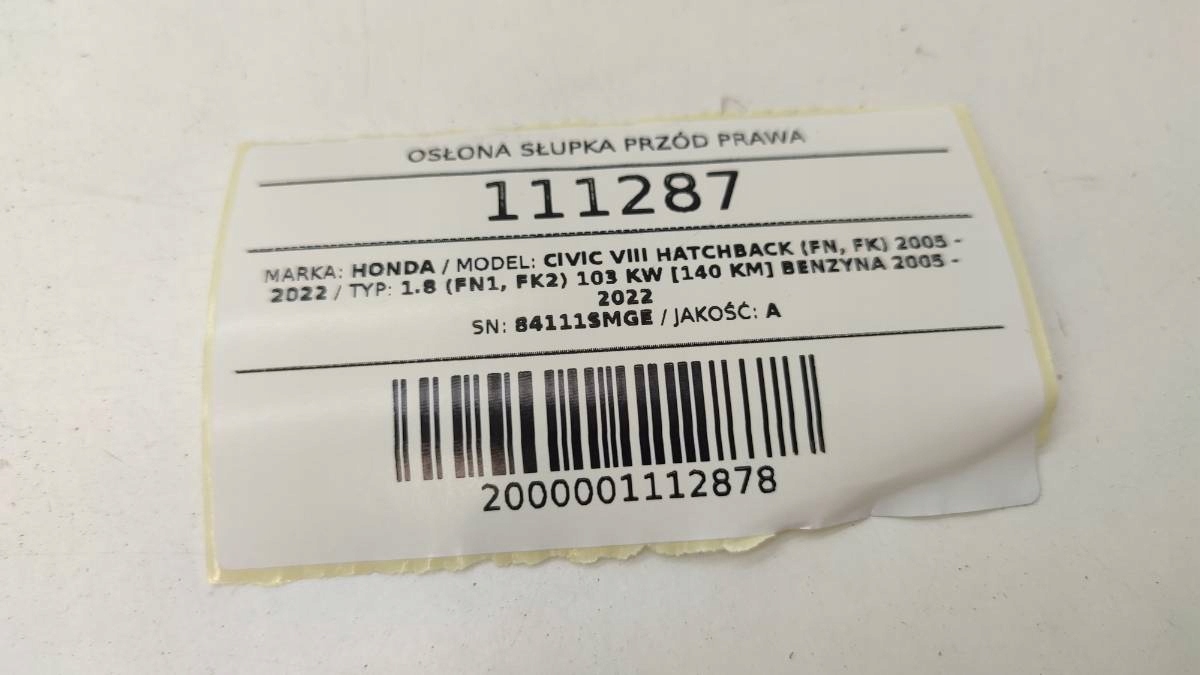 OSŁONA SŁUPKA PRZÓD PRAWA
111287
MARKA: HONDA / MODEL: CIVIC VIII HATCHBACK (FN, FK) 2005 -
2022 / TYP: 1.8 (FN1, FK2) 103 KW [140 KM] BENZYNA 2005 -
2022
SN: 84111SMGE / JAKOŚĆ: A
2000001112878